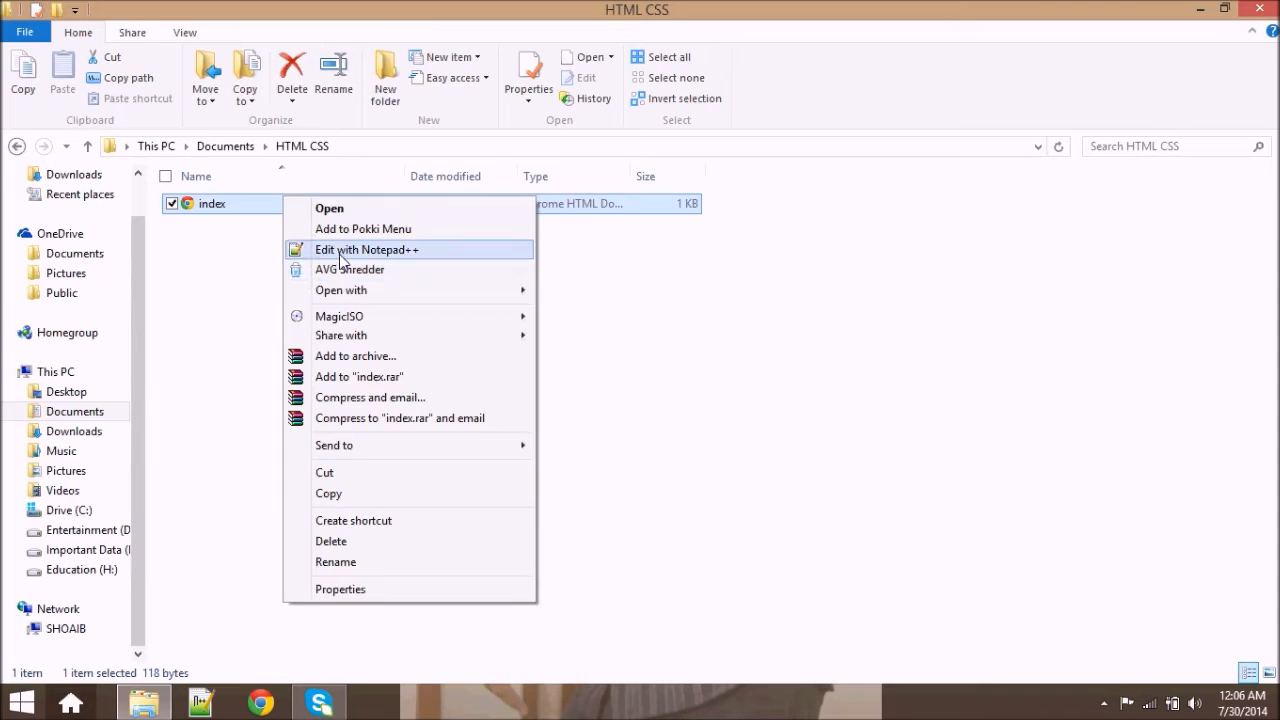 HTML CSS
File Home Share View
Copy
Paste
Cut
Copy path
Paste shortcut
Clipboard
Move to
Copy to
Delete
Rename
Organize
New folder
New item
Easy access
New
Properties
Open
Edit
History
Open
Select all
Select none
Invert selection
Select
This PC Documents HTML CSS
Search HTML CSS
Name Date modified Type Size
index rome HTML Do... 1 KB
Downloads
Recent places
OneDrive
Documents
Pictures
Public
Homegroup
This PC
Desktop
Documents
Downloads
Music
Pictures
Videos
Drive (C:)
Entertainment (D
Important Data (
Education (H:)
Network
SHOAIB
Open
Add to Pokki Menu
Edit with Notepad++
AVG Shredder
Open with
MagicISO
Share with
Add to archive...
Add to "index.rar"
Compress and email...
Compress to "index.rar" and email
Send to
Cut
Copy
Create shortcut
Delete
Rename
Properties
1 item 1 item selected 118 bytes
12:06 AM
7/30/2014